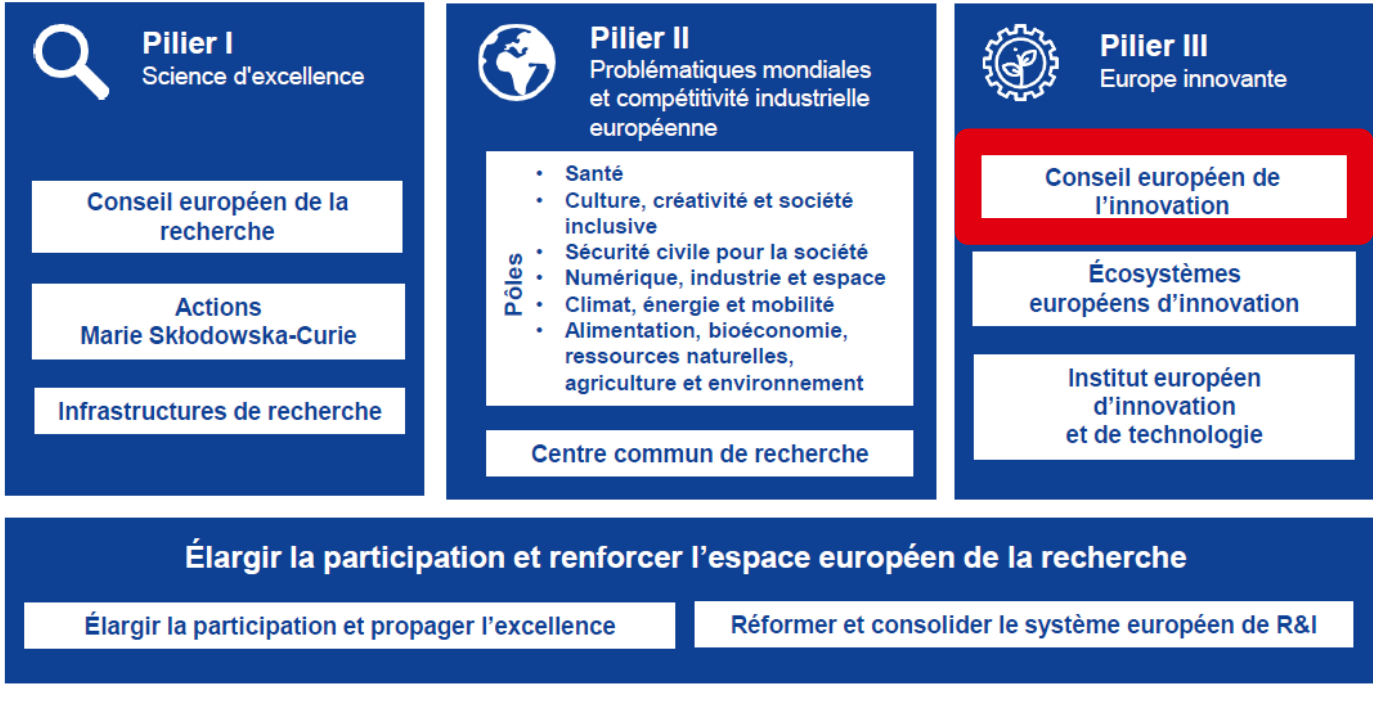 Pilier I
Science d'excellence
Conseil européen de la
recherche
Actions
Marie Skłodowska-Curie
Infrastructures de recherche
Pilier II
Problématiques mondiales
et compétitivité industrielle
européenne
Pôles
• Santé
• Culture, créativité et société
inclusive
• Sécurité civile pour la société
• Numérique, industrie et espace
• Climat, énergie et mobilité
• Alimentation, bioéconomie,
ressources naturelles,
agriculture et environnement
Centre commun de recherche
Pilier III
Europe innovante
Conseil européen de
l’innovation
Écosystèmes
européens d’innovation
Institut européen
d’innovation
et de technologie
Élargir la participation et renforcer l’espace européen de la recherche
Élargir la participation et propager l’excellence
Réformer et consolider le système européen de R&I